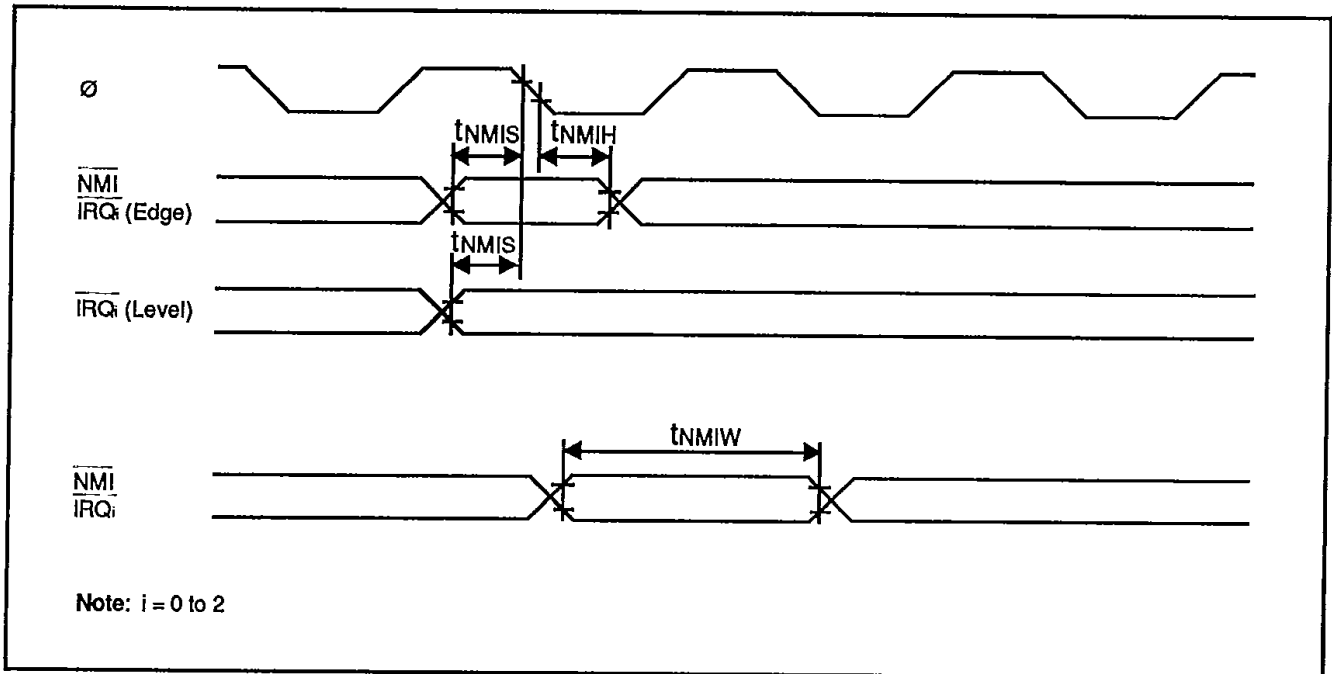 Ø
tNMIS
tNMIH
NMI
IRQi (Edge)
tNMIS
IRQi (Level)
tNMIW
NMI
IRQi
Note: i = 0 to 2